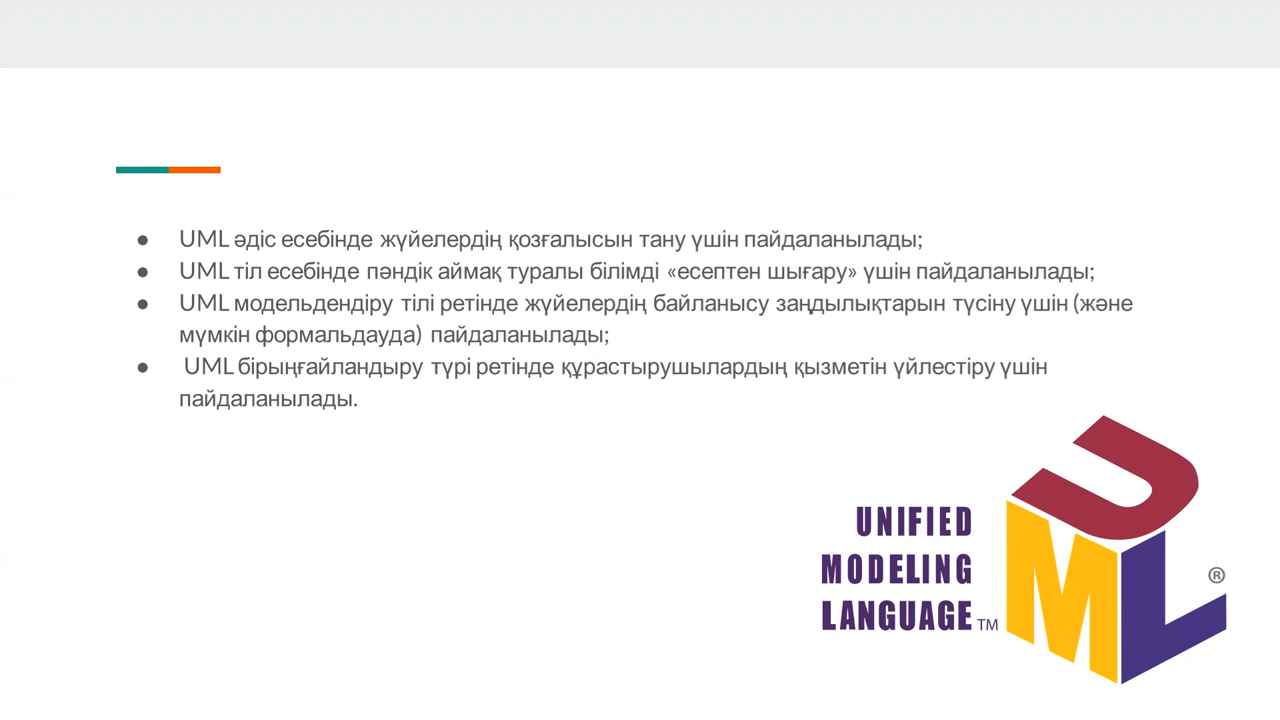 ● UML әдіс есебінде жүйелердің қозғалысын тану үшін пайдаланылады;
● UML тіл есебінде пәндік аймақ туралы білімді «есептен шығару» үшін пайдаланылады;
● UML модельдендіру тілі ретінде жүйелердің байланысу заңдылықтарын түсіну үшін (және
мүмкін формальдауда) пайдаланылады;
● UML бірыңғайландыру түрі ретінде құрастырушылардың қызметін үйлестіру үшін
пайдаланылады.
UNIFIED
MODELING
LANGUAGE TM
UML ®